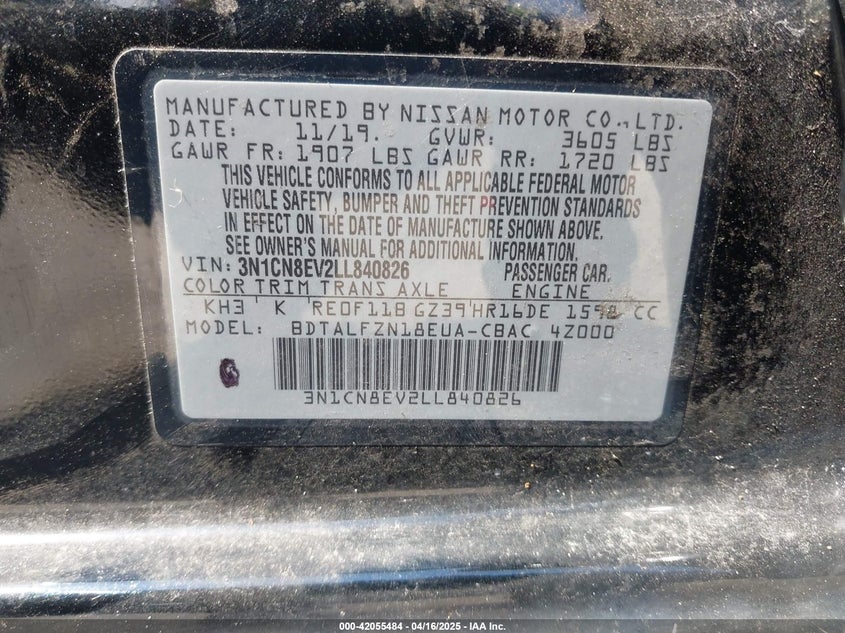 MANUFACTURED BY NISSAN MOTOR CO., LTD.
DATE: 11/19. GVWR: 3605 LBS
GAWR FR: 1907 LBS GAWR RR: 1720 LBS
THIS VEHICLE CONFORMS TO ALL APPLICABLE FEDERAL MOTOR
VEHICLE SAFETY, BUMPER AND THEFT PREVENTION STANDARDS
IN EFFECT ON THE DATE OF MANUFACTURE SHOWN ABOVE.
SEE OWNER'S MANUAL FOR ADDITIONAL INFORMATION.
VIN: 3N1CN8EV2LL840826 PASSENGER CAR.
COLOR TRIM TRANS AXLE ENGINE
KH3 K RE0F11B GZ39 HR16DE 1598 CC
MODEL: BDTALFZN18EUA-CBAC 4Z000
3N1CN8EV2LL840826
000-42055484 - 04/16/2025 - IAA Inc.